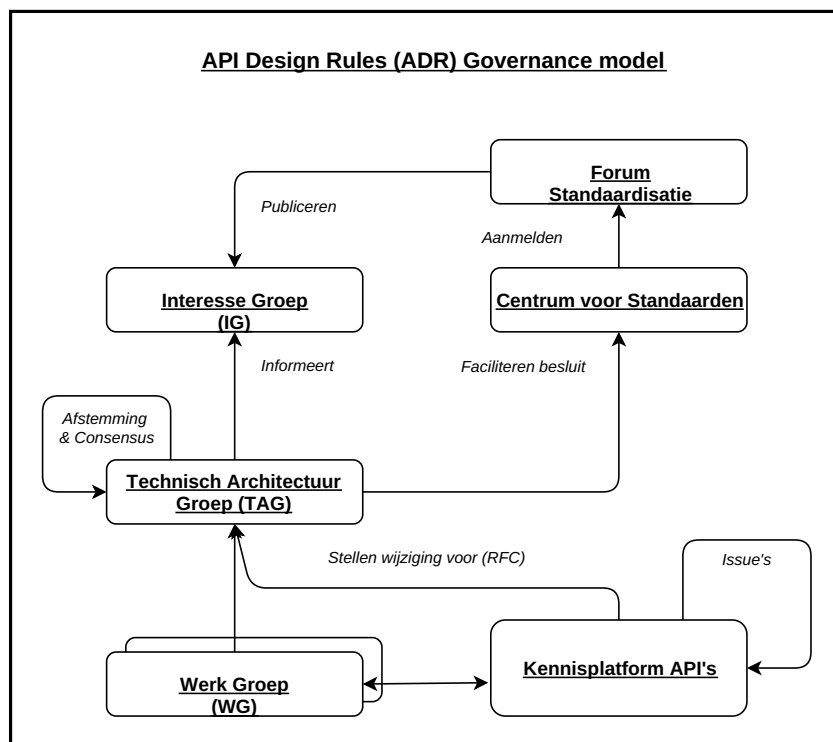 API Design Rules (ADR) Governance model
Forum
Standaardisatie
Publiceren
Aanmelden
Interesse Groep
(IG)
Centrum voor Standaarden
Informeert
Faciliteren besluit
Afstemming
& Consensus
Technisch Architectuur
Groep (TAG)
Stellen wijziging voor (RFC)
Issue's
Werk Groep
(WG)
Kennisplatform API's